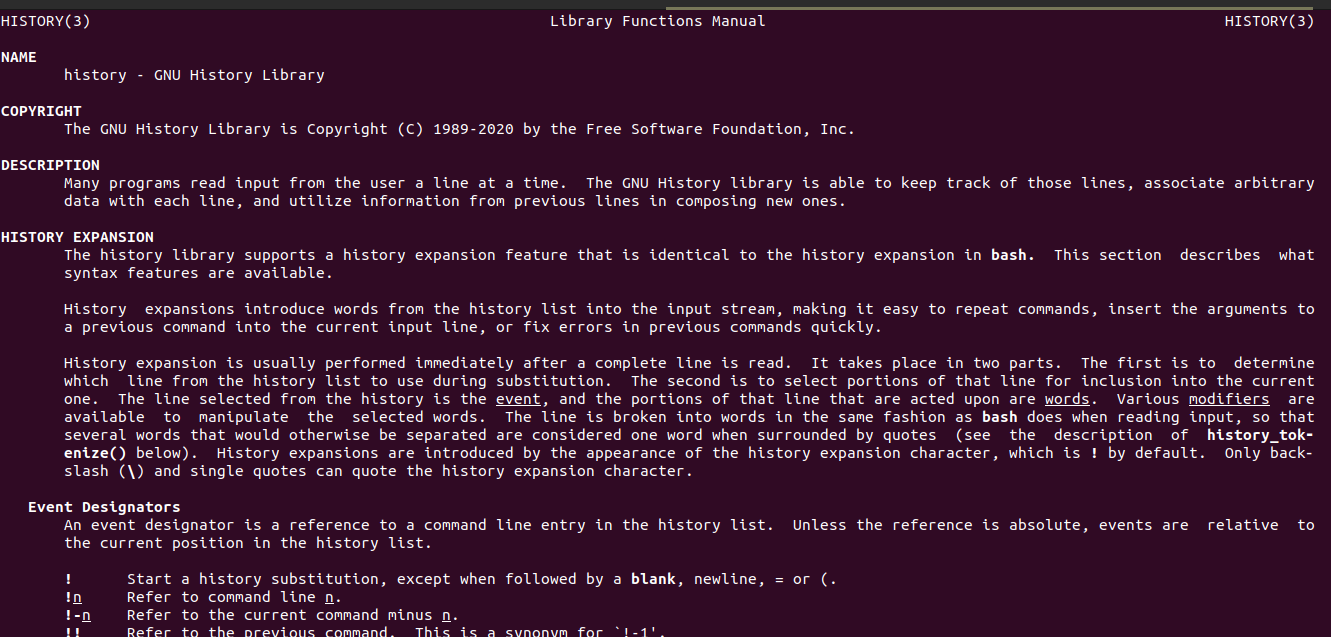 HISTORY(3) Library Functions Manual HISTORY(3)
NAME
history - GNU History Library
COPYRIGHT
The GNU History Library is Copyright (C) 1989-2020 by the Free Software Foundation, Inc.
DESCRIPTION
Many programs read input from the user a line at a time. The GNU History library is able to keep track of those lines, associate arbitrary
data with each line, and utilize information from previous lines in composing new ones.
HISTORY EXPANSION
The history library supports a history expansion feature that is identical to the history expansion in bash. This section describes what
syntax features are available.
History expansions introduce words from the history list into the input stream, making it easy to repeat commands, insert the arguments to
a previous command into the current input line, or fix errors in previous commands quickly.
History expansion is usually performed immediately after a complete line is read. It takes place in two parts. The first is to determine
which line from the history list to use during substitution. The second is to select portions of that line for inclusion into the current
one. The line selected from the history is the event, and the portions of that line that are acted upon are words. Various modifiers are
available to manipulate the selected words. The line is broken into words in the same fashion as bash does when reading input, so that
several words that would otherwise be separated are considered one word when surrounded by quotes (see the description of history_tok-
enize() below). History expansions are introduced by the appearance of the history expansion character, which is ! by default. Only back-
slash (\) and single quotes can quote the history expansion character.
Event Designators
An event designator is a reference to a command line entry in the history list. Unless the reference is absolute, events are relative to
the current position in the history list.
! Start a history substitution, except when followed by a blank, newline, = or (.
!n Refer to command line n.
!-n Refer to the current command minus n.
!! Refer to the previous command. This is a synonym for `!-1'.